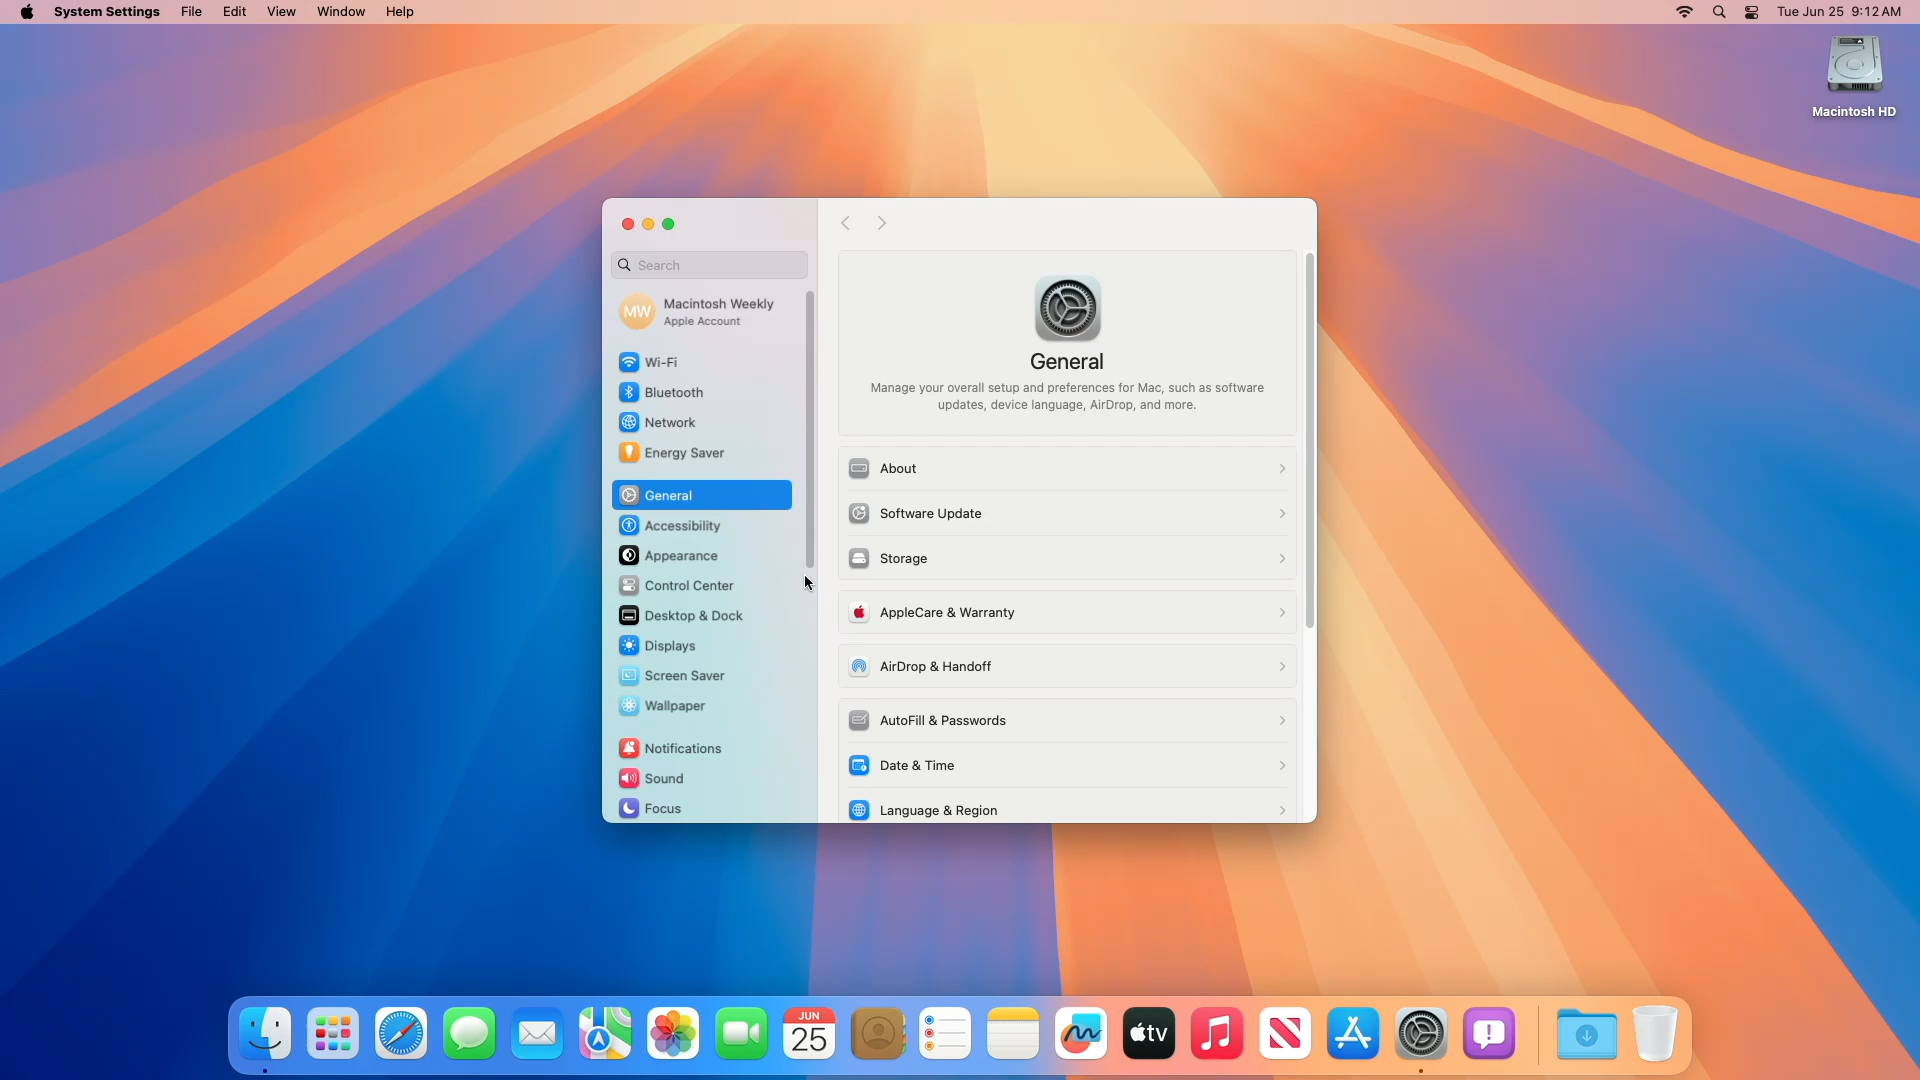 System Settings File Edit View Window Help Tue Jun 25 9:12 AM
Macintosh HD
Search
MW Macintosh Weekly
Apple Account
Wi-Fi
Bluetooth
Network
Energy Saver
General
Accessibility
Appearance
Control Center
Desktop & Dock
Displays
Screen Saver
Wallpaper
Notifications
Sound
Focus
General
Manage your overall setup and preferences for Mac, such as software
updates, device language, AirDrop, and more.
About
Software Update
Storage
AppleCare & Warranty
AirDrop & Handoff
AutoFill & Passwords
Date & Time
Language & Region
JUN
25
tv